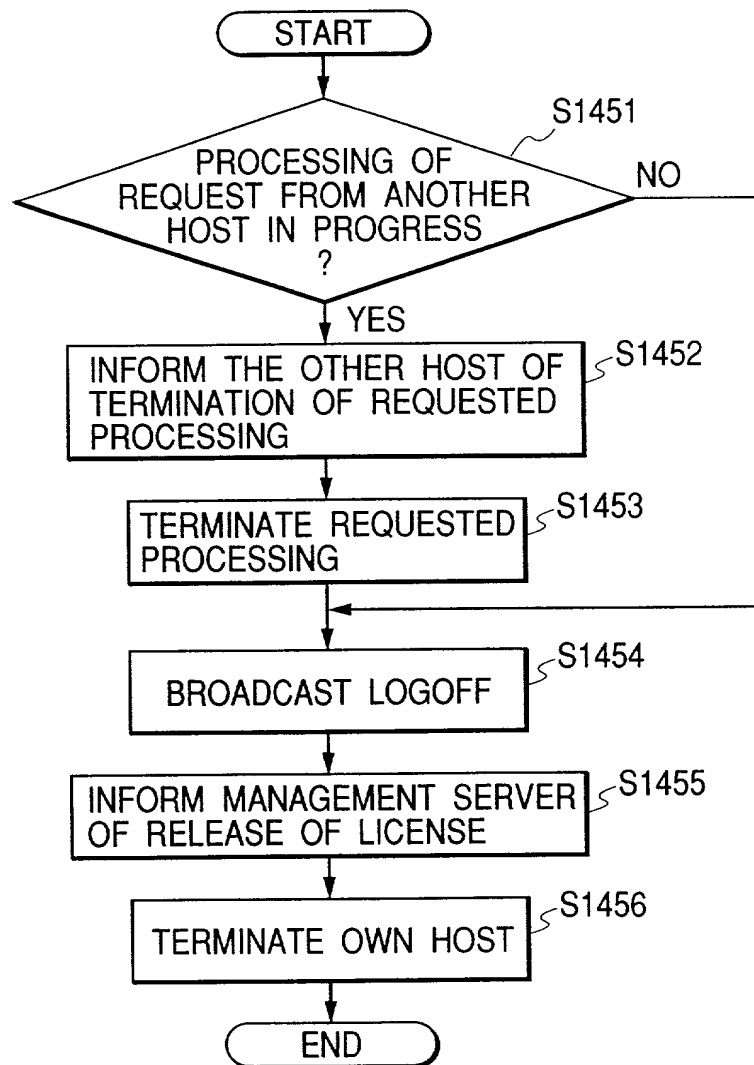 START
S1451
PROCESSING OF
REQUEST FROM ANOTHER
HOST IN PROGRESS
?
NO
YES
S1452
INFORM THE OTHER HOST OF
TERMINATION OF REQUESTED
PROCESSING
S1453
TERMINATE REQUESTED
PROCESSING
S1454
BROADCAST LOGOFF
S1455
INFORM MANAGEMENT SERVER
OF RELEASE OF LICENSE
S1456
TERMINATE OWN HOST
END